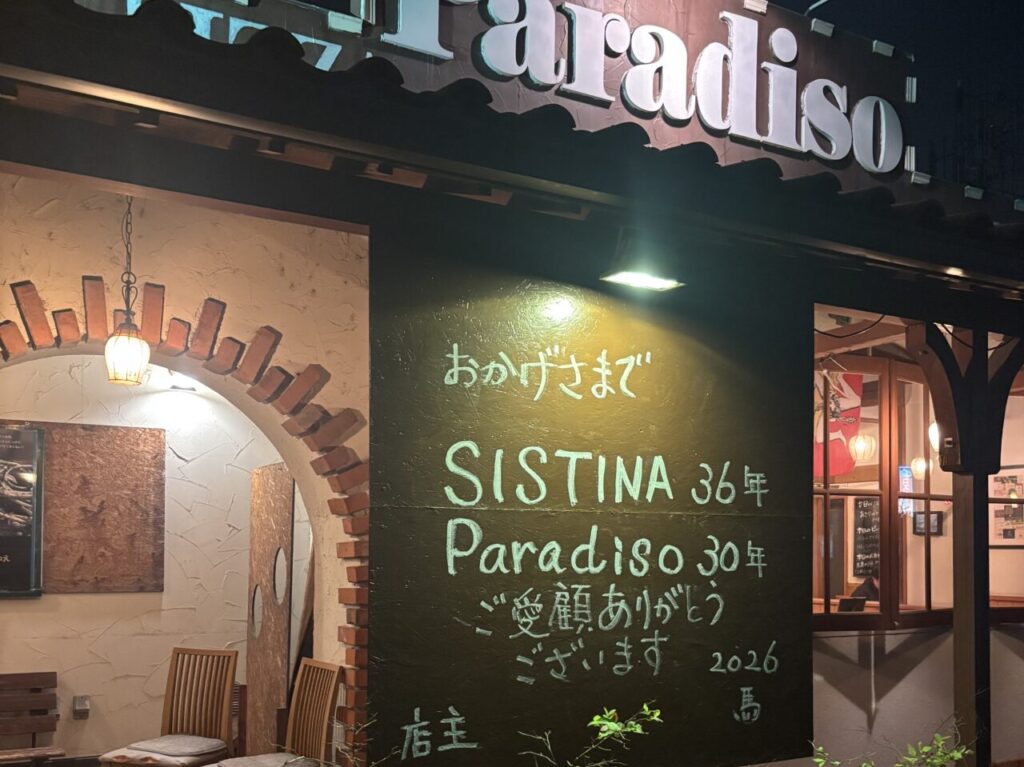 Paradiso
おかげさまで
SISTINA 36年
Paradiso 30年
ご愛顧ありがとう
ございます
2026
馬
店主